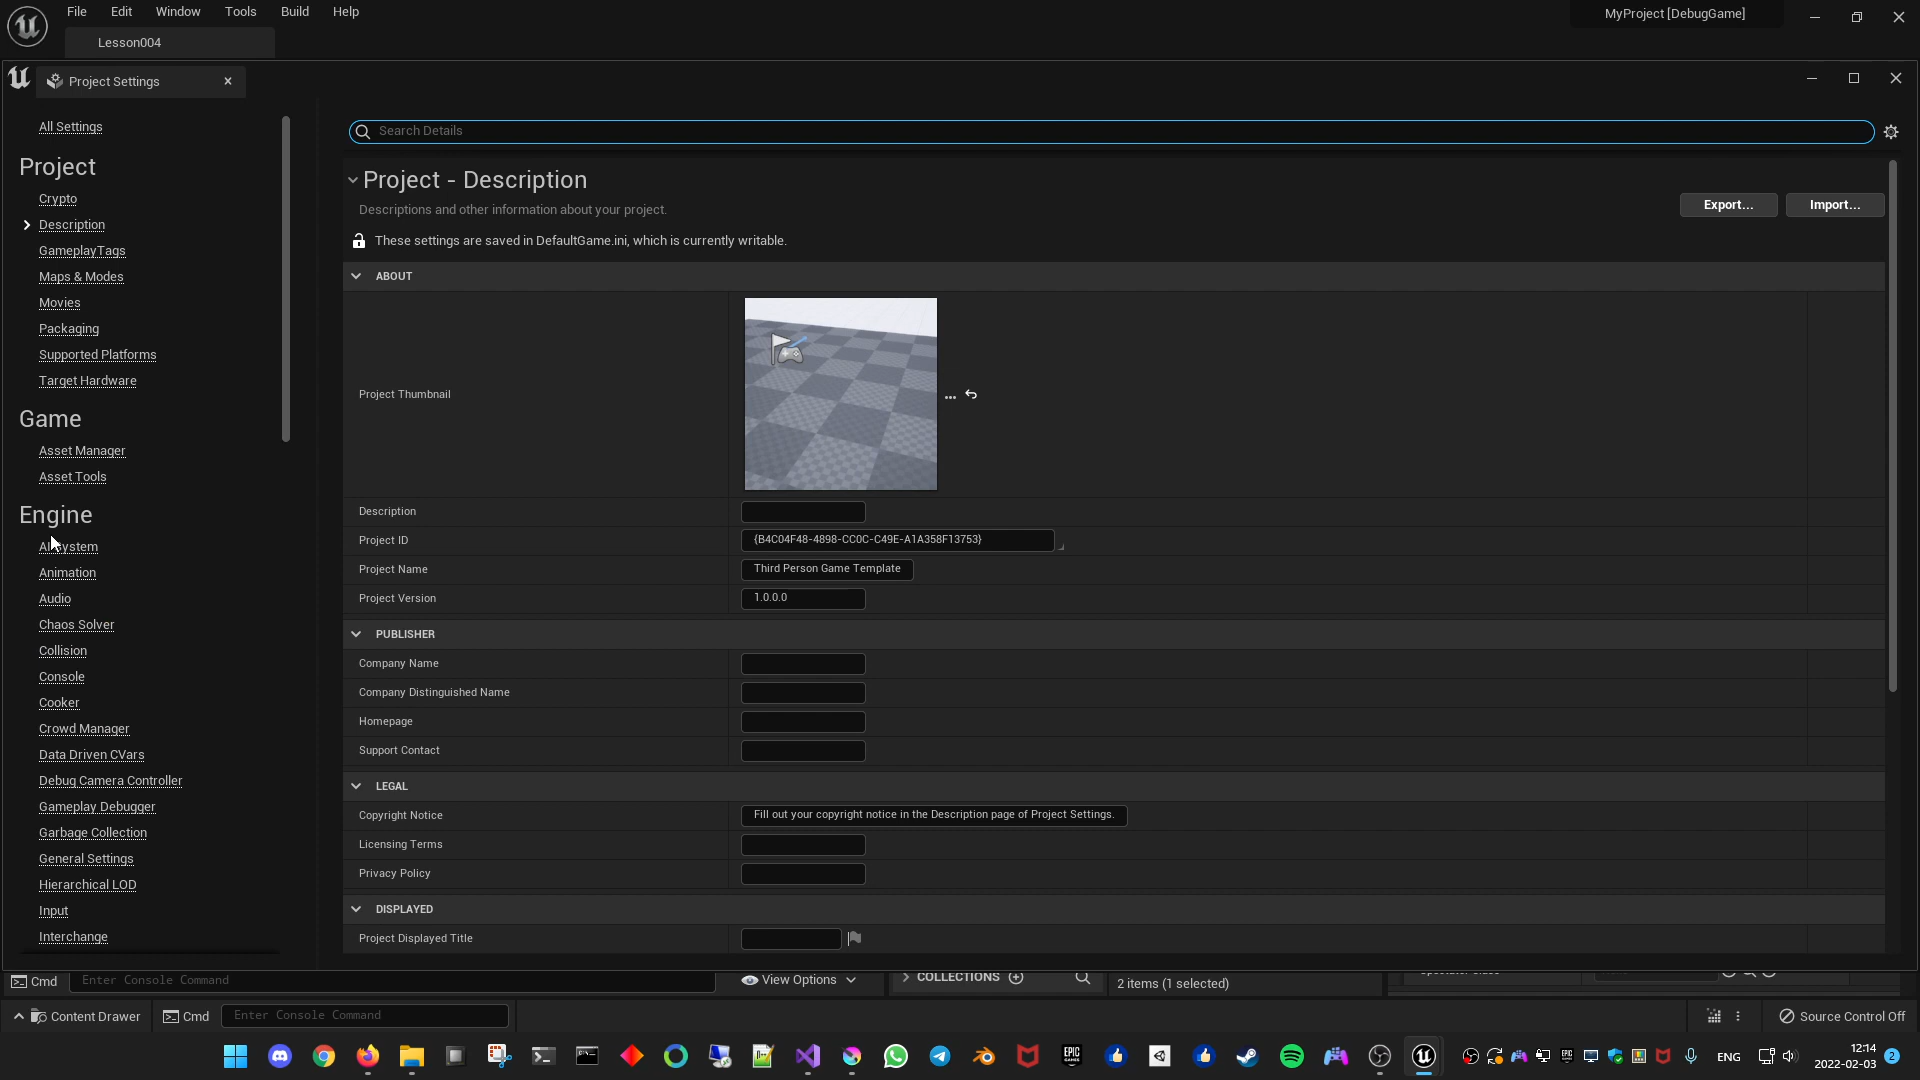 File Edit Window Tools Build Help
MyProject [DebugGame]
Lesson004
Project Settings
All Settings
Search Details
Project
Project - Description
Crypto
Descriptions and other information about your project.
Export...
Import...
Description
These settings are saved in DefaultGame.ini, which is currently writable.
GameplayTags
Maps & Modes
ABOUT
Movies
Packaging
Supported Platforms
Target Hardware
Project Thumbnail
Game
Asset Manager
Asset Tools
Engine
Description
Project ID {B4C04F48-4898-CC0C-C49E-A1A358F13753}
Animation
Project Name Third Person Game Template
Audio
Project Version 1.0.0.0
Chaos Solver
PUBLISHER
Collision
Company Name
Console
Company Distinguished Name
Cooker
Homepage
Crowd Manager
Support Contact
Data Driven CVars
Debug Camera Controller
LEGAL
Gameplay Debugger
Copyright Notice Fill out your copyright notice in the Description page of Project Settings.
Garbage Collection
Licensing Terms
General Settings
Privacy Policy
Hierarchical LOD
Input
DISPLAYED
Interchange
Project Displayed Title
Cmd Enter Console Command
View Options
COLLECTIONS
2 items (1 selected)
Content Drawer
Cmd Enter Console Command
Source Control Off
EPIC GAMES
ENG
12:14
2022-02-03
2